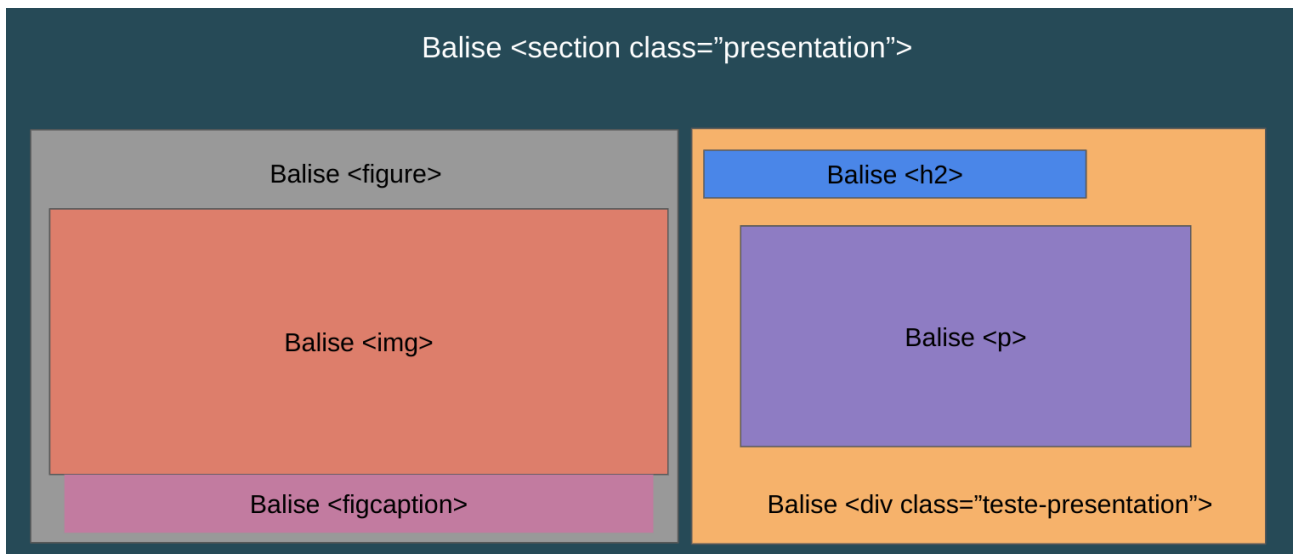 Balise <section class=”presentation”>
Balise <figure>
Balise <img>
Balise <figcaption>
Balise <h2>
Balise <p>
Balise <div class=”teste-presentation”>